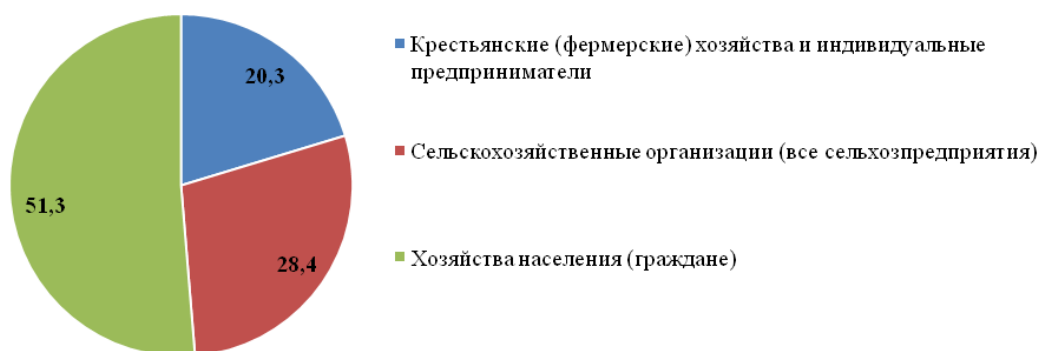 20,3
Крестьянские (фермерские) хозяйства и индивидуальные
предприниматели
Сельскохозяйственные организации (все сельхозпредприятия)
51,3
28,4
Хозяйства населения (граждане)